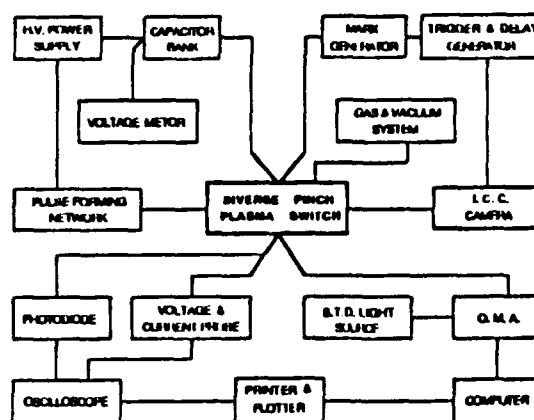 H.V. POWER
SUPPLY
CAPACITOR
BANK
MARK
GENERATOR
TRIGGER & DELAY
GENERATOR
VOLTAGE METOR
GAS & VACUUM
SYSTEM
PULSE FORMING
NETWORK
INVERSE PINCH
PLASMA SWITCH
I. C. C.
CAMERA
PHOTODIODE
VOLTAGE &
CURRENT PROBE
S.T.D. LIGHT
SOURCE
O. M. A.
OSCILLOSCOPE
PRINTER &
PLOTTER
COMPUTER